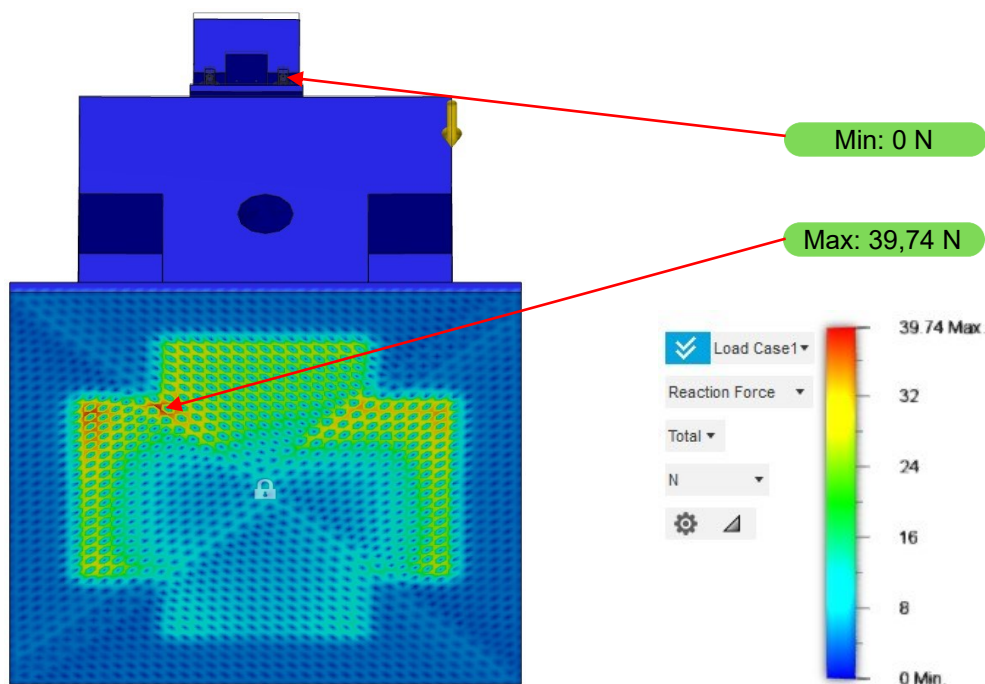 Min: 0 N
Max: 39,74 N
Load Case1
Reaction Force
Total
N
39.74 Max.
32
24
16
8
0 Min.